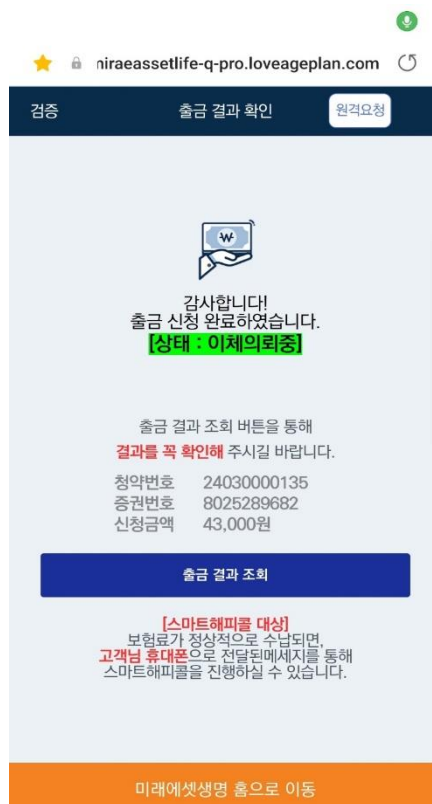 niraeassetlife-q-pro.loveageplan.com
검증
출금 결과 확인
원격요청
₩
감사합니다!
출금 신청 완료하였습니다.
[상태 : 이체의뢰중]
출금 결과 조회 버튼을 통해
결과를 꼭 확인해 주시길 바랍니다.
청약번호 24030000135
증권번호 8025289682
신청금액 43,000원
출금 결과 조회
[스마트해피콜 대상]
보험료가 정상적으로 수납되면,
고객님 휴대폰으로 전달된메세지를 통해
스마트해피콜을 진행하실 수 있습니다.
미래에셋생명 홈으로 이동